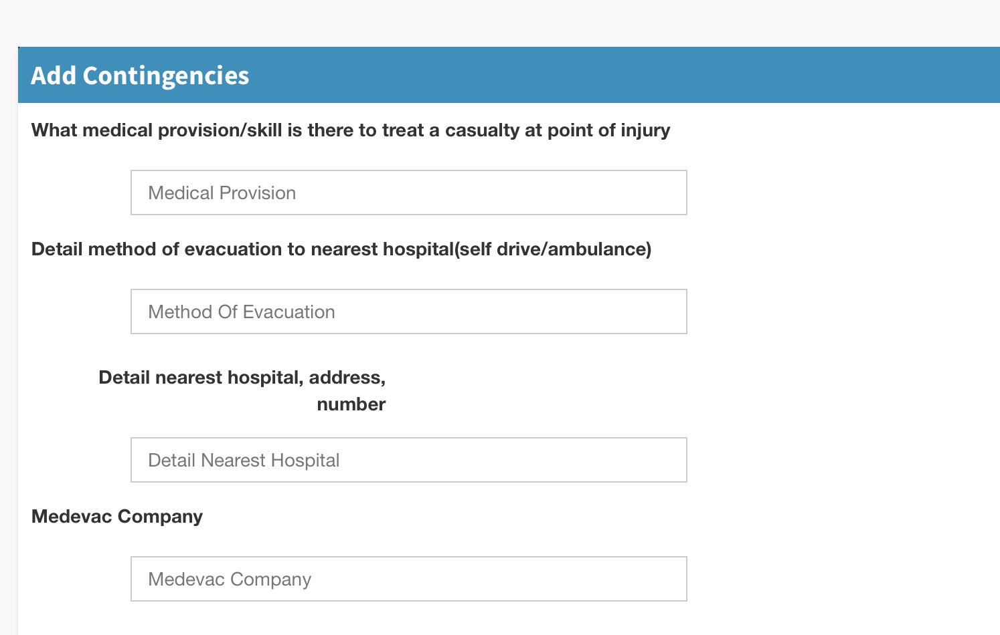 Add Contingencies
What medical provision/skill is there to treat a casualty at point of injury
Medical Provision
Detail method of evacuation to nearest hospital(self drive/ambulance)
Method Of Evacuation
Detail nearest hospital, address,
number
Detail Nearest Hospital
Medevac Company
Medevac Company